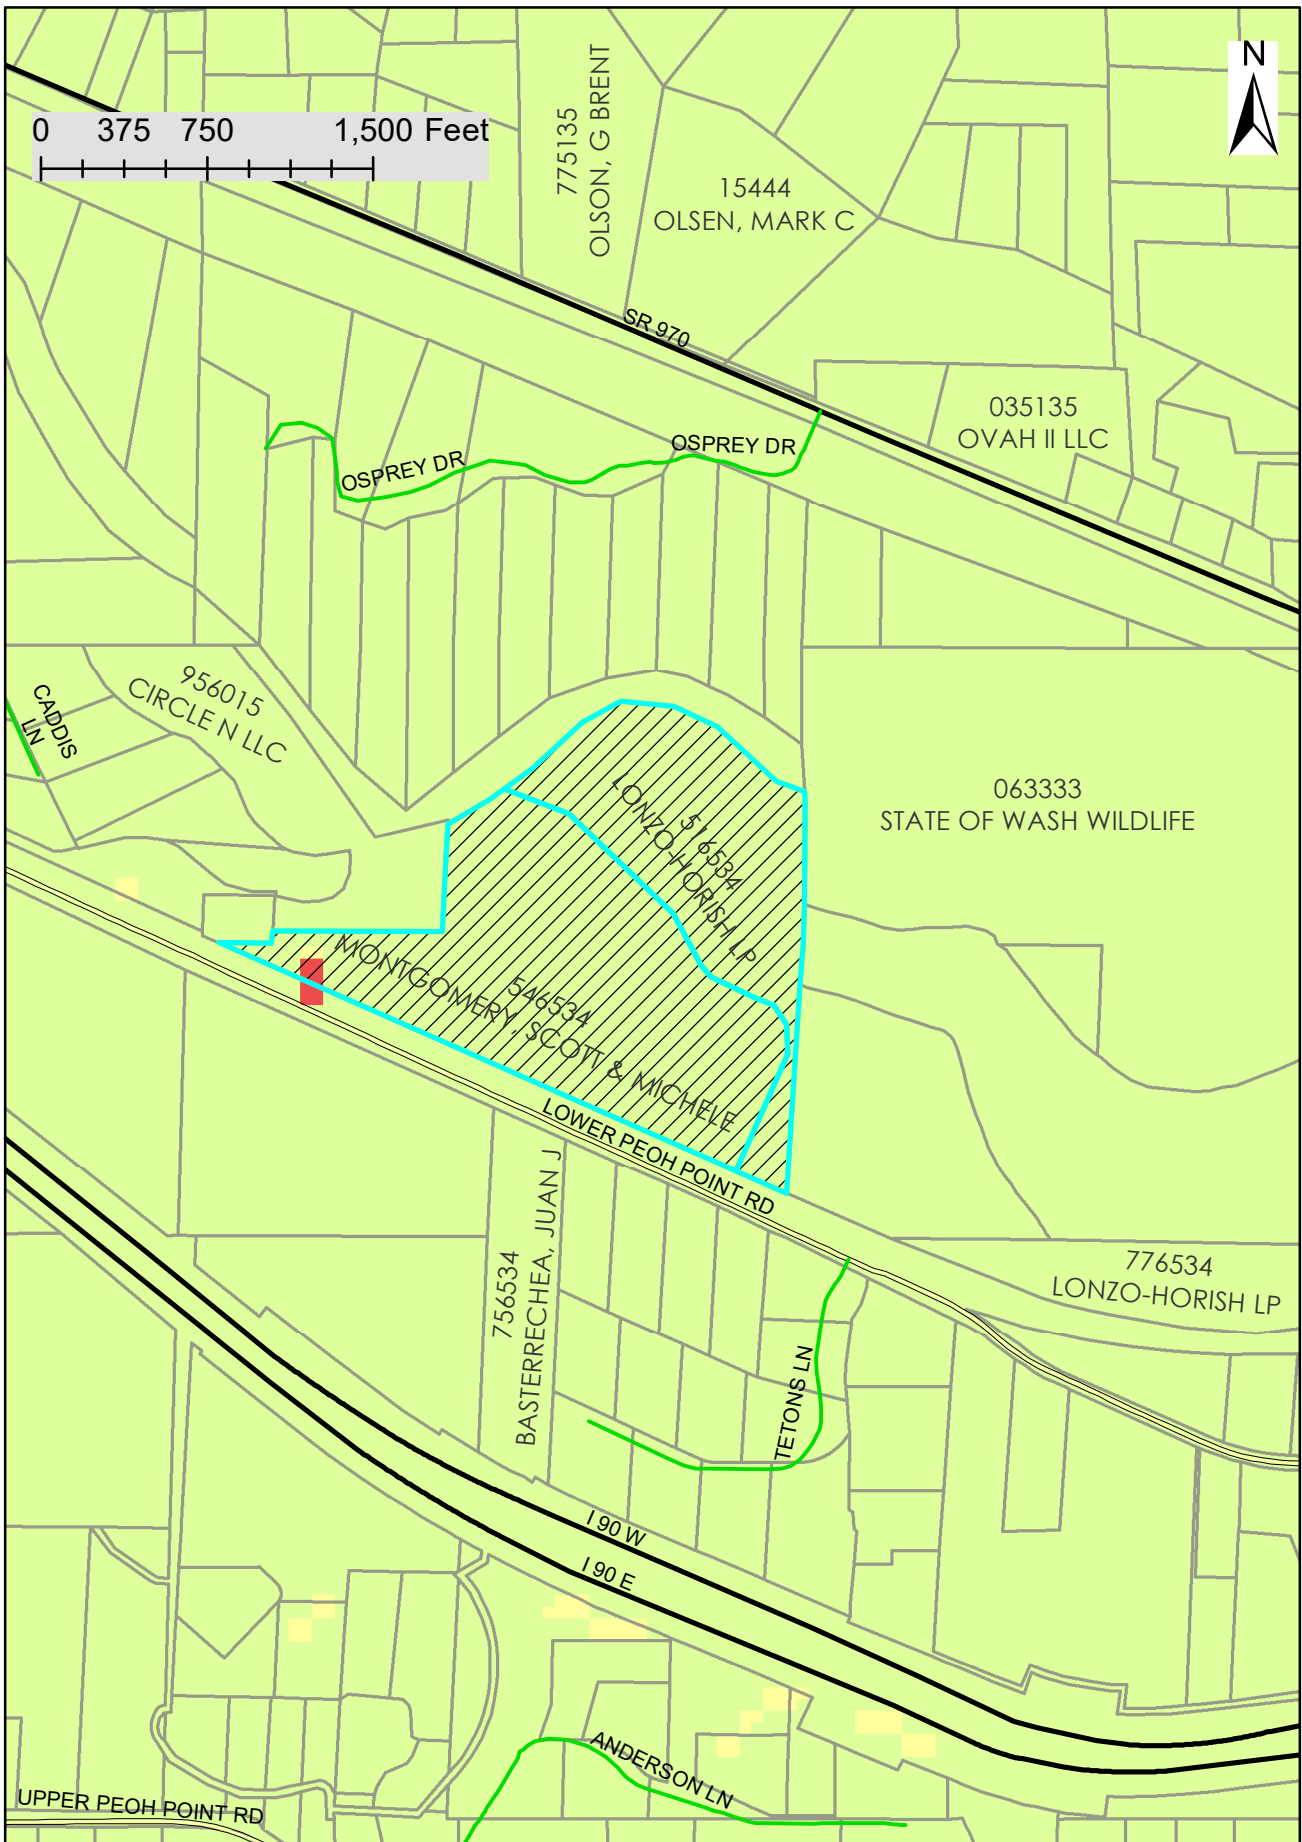 N
0 375 750 1,500 Feet
775135
OLSON, G BRENT
15444
OLSEN, MARK C
SR 970
035135
OVAH II LLC
OSPREY DR
OSPREY DR
956015
CIRCLE N LLC
CADDIS
LN
516534
LONZO-HORISH LP
063333
STATE OF WASH WILDLIFE
546534
MONTGOMERY, SCOTT & MICHELE
LOWER PEOH POINT RD
756534
BASTERRECHEA, JUAN J
776534
LONZO-HORISH LP
TETONS LN
I 90 W
I 90 E
ANDERSON LN
UPPER PEOH POINT RD